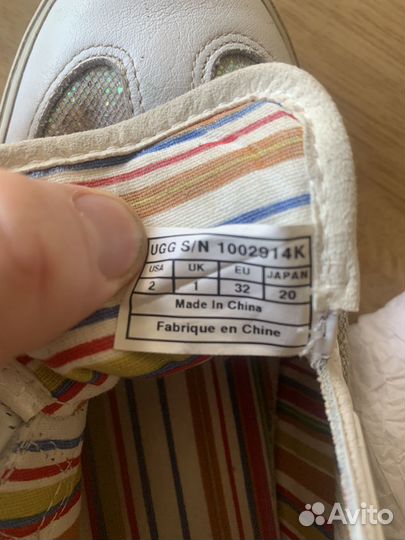 UGG S/N 1002914K
USA UK EU JAPAN
2 1 32 20
Made In China
Fabrique en Chine
Avito